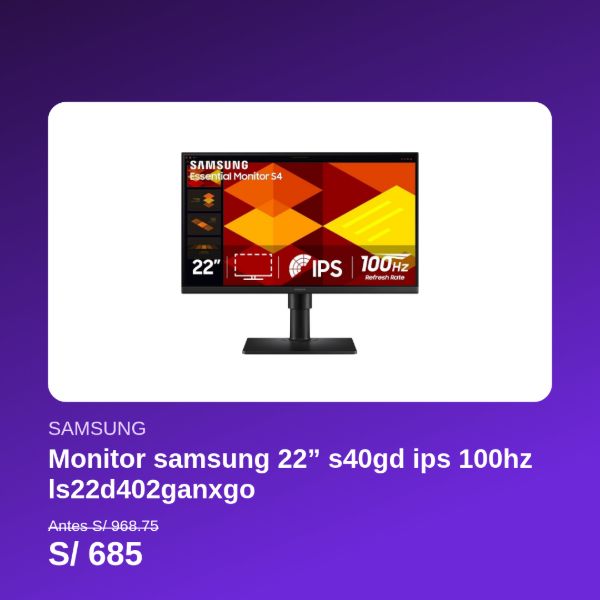 SAMSUNG
Essential Monitor S4
22” IPS 100Hz
Refresh Rate
SAMSUNG
Monitor samsung 22” s40gd ips 100hz
ls22d402ganxgo
Antes S/ 968.75
S/ 685